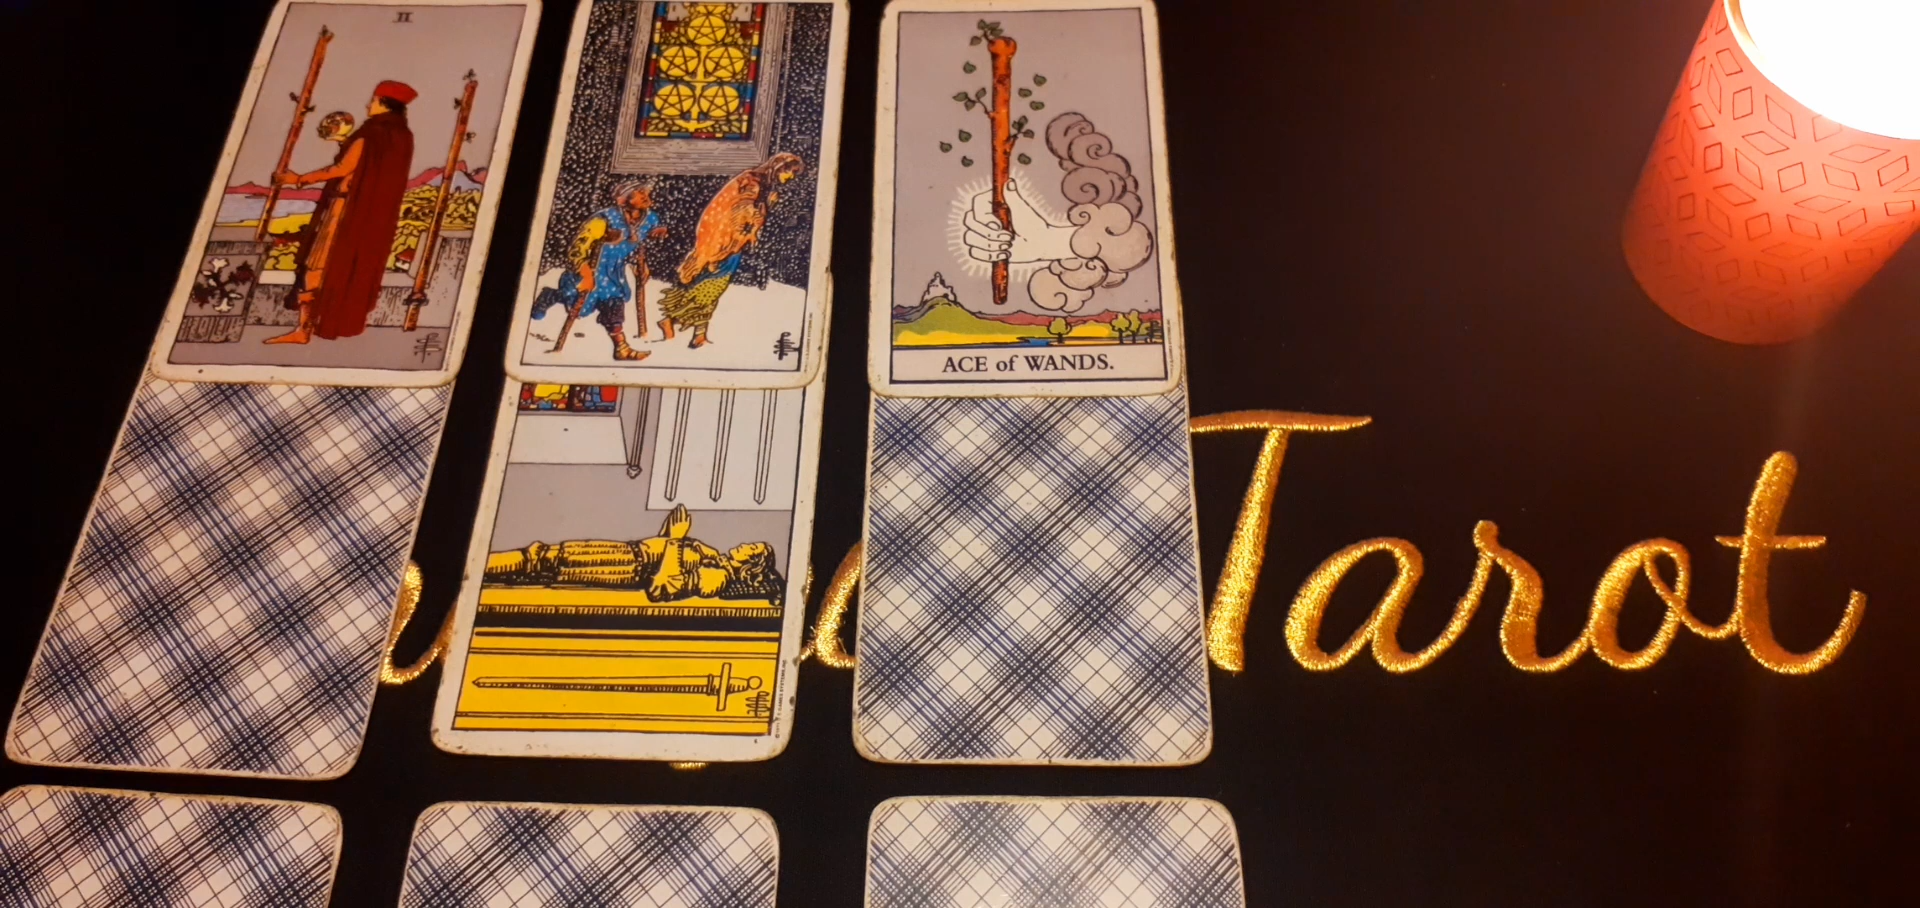 II
ACE of WANDS.
Tarot